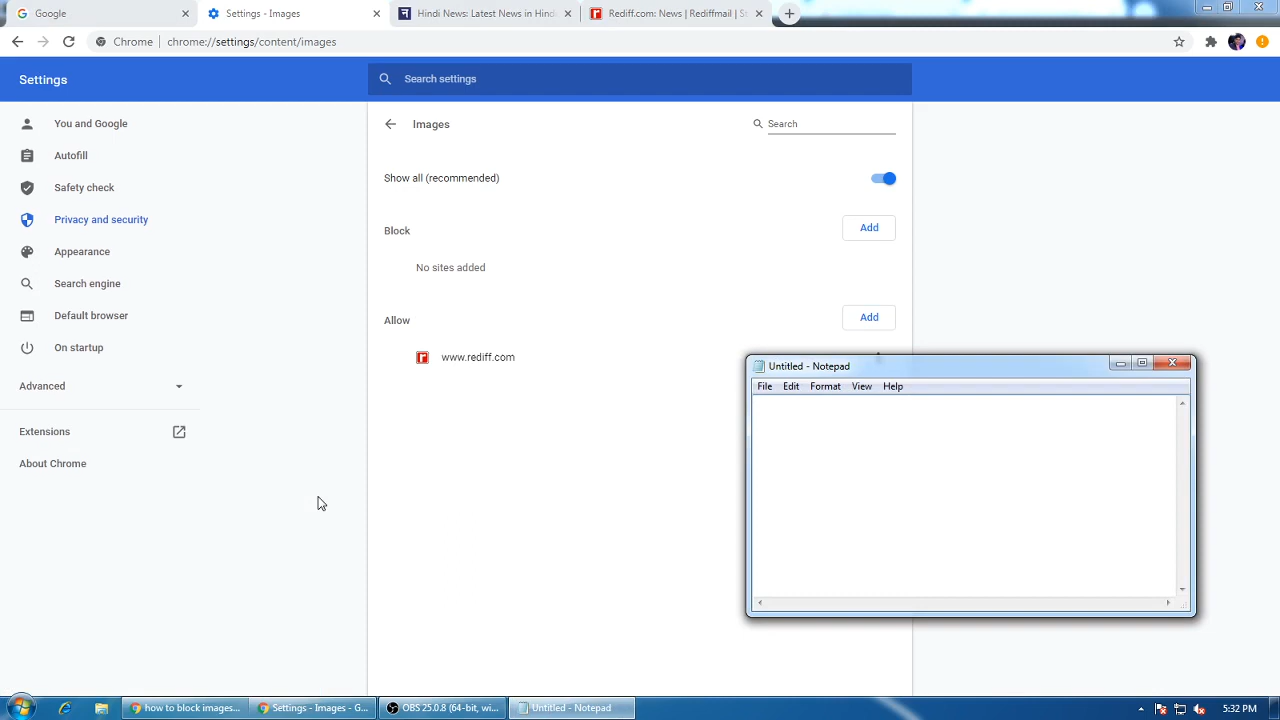 Google
Settings - Images
Hindi News: Latest News in Hind
Rediff.com: News | Rediffmail | St
Chrome
chrome://settings/content/images
Settings
Search settings
You and Google
Autofill
Safety check
Privacy and security
Appearance
Search engine
Default browser
On startup
Advanced
Extensions
About Chrome
Images
Search
Show all (recommended)
Block
Add
No sites added
Allow
Add
www.rediff.com
Untitled - Notepad
File
Edit
Format
View
Help
how to block images...
Settings - Images - G...
OBS 25.0.8 (64-bit, wi...
Untitled - Notepad
5:32 PM